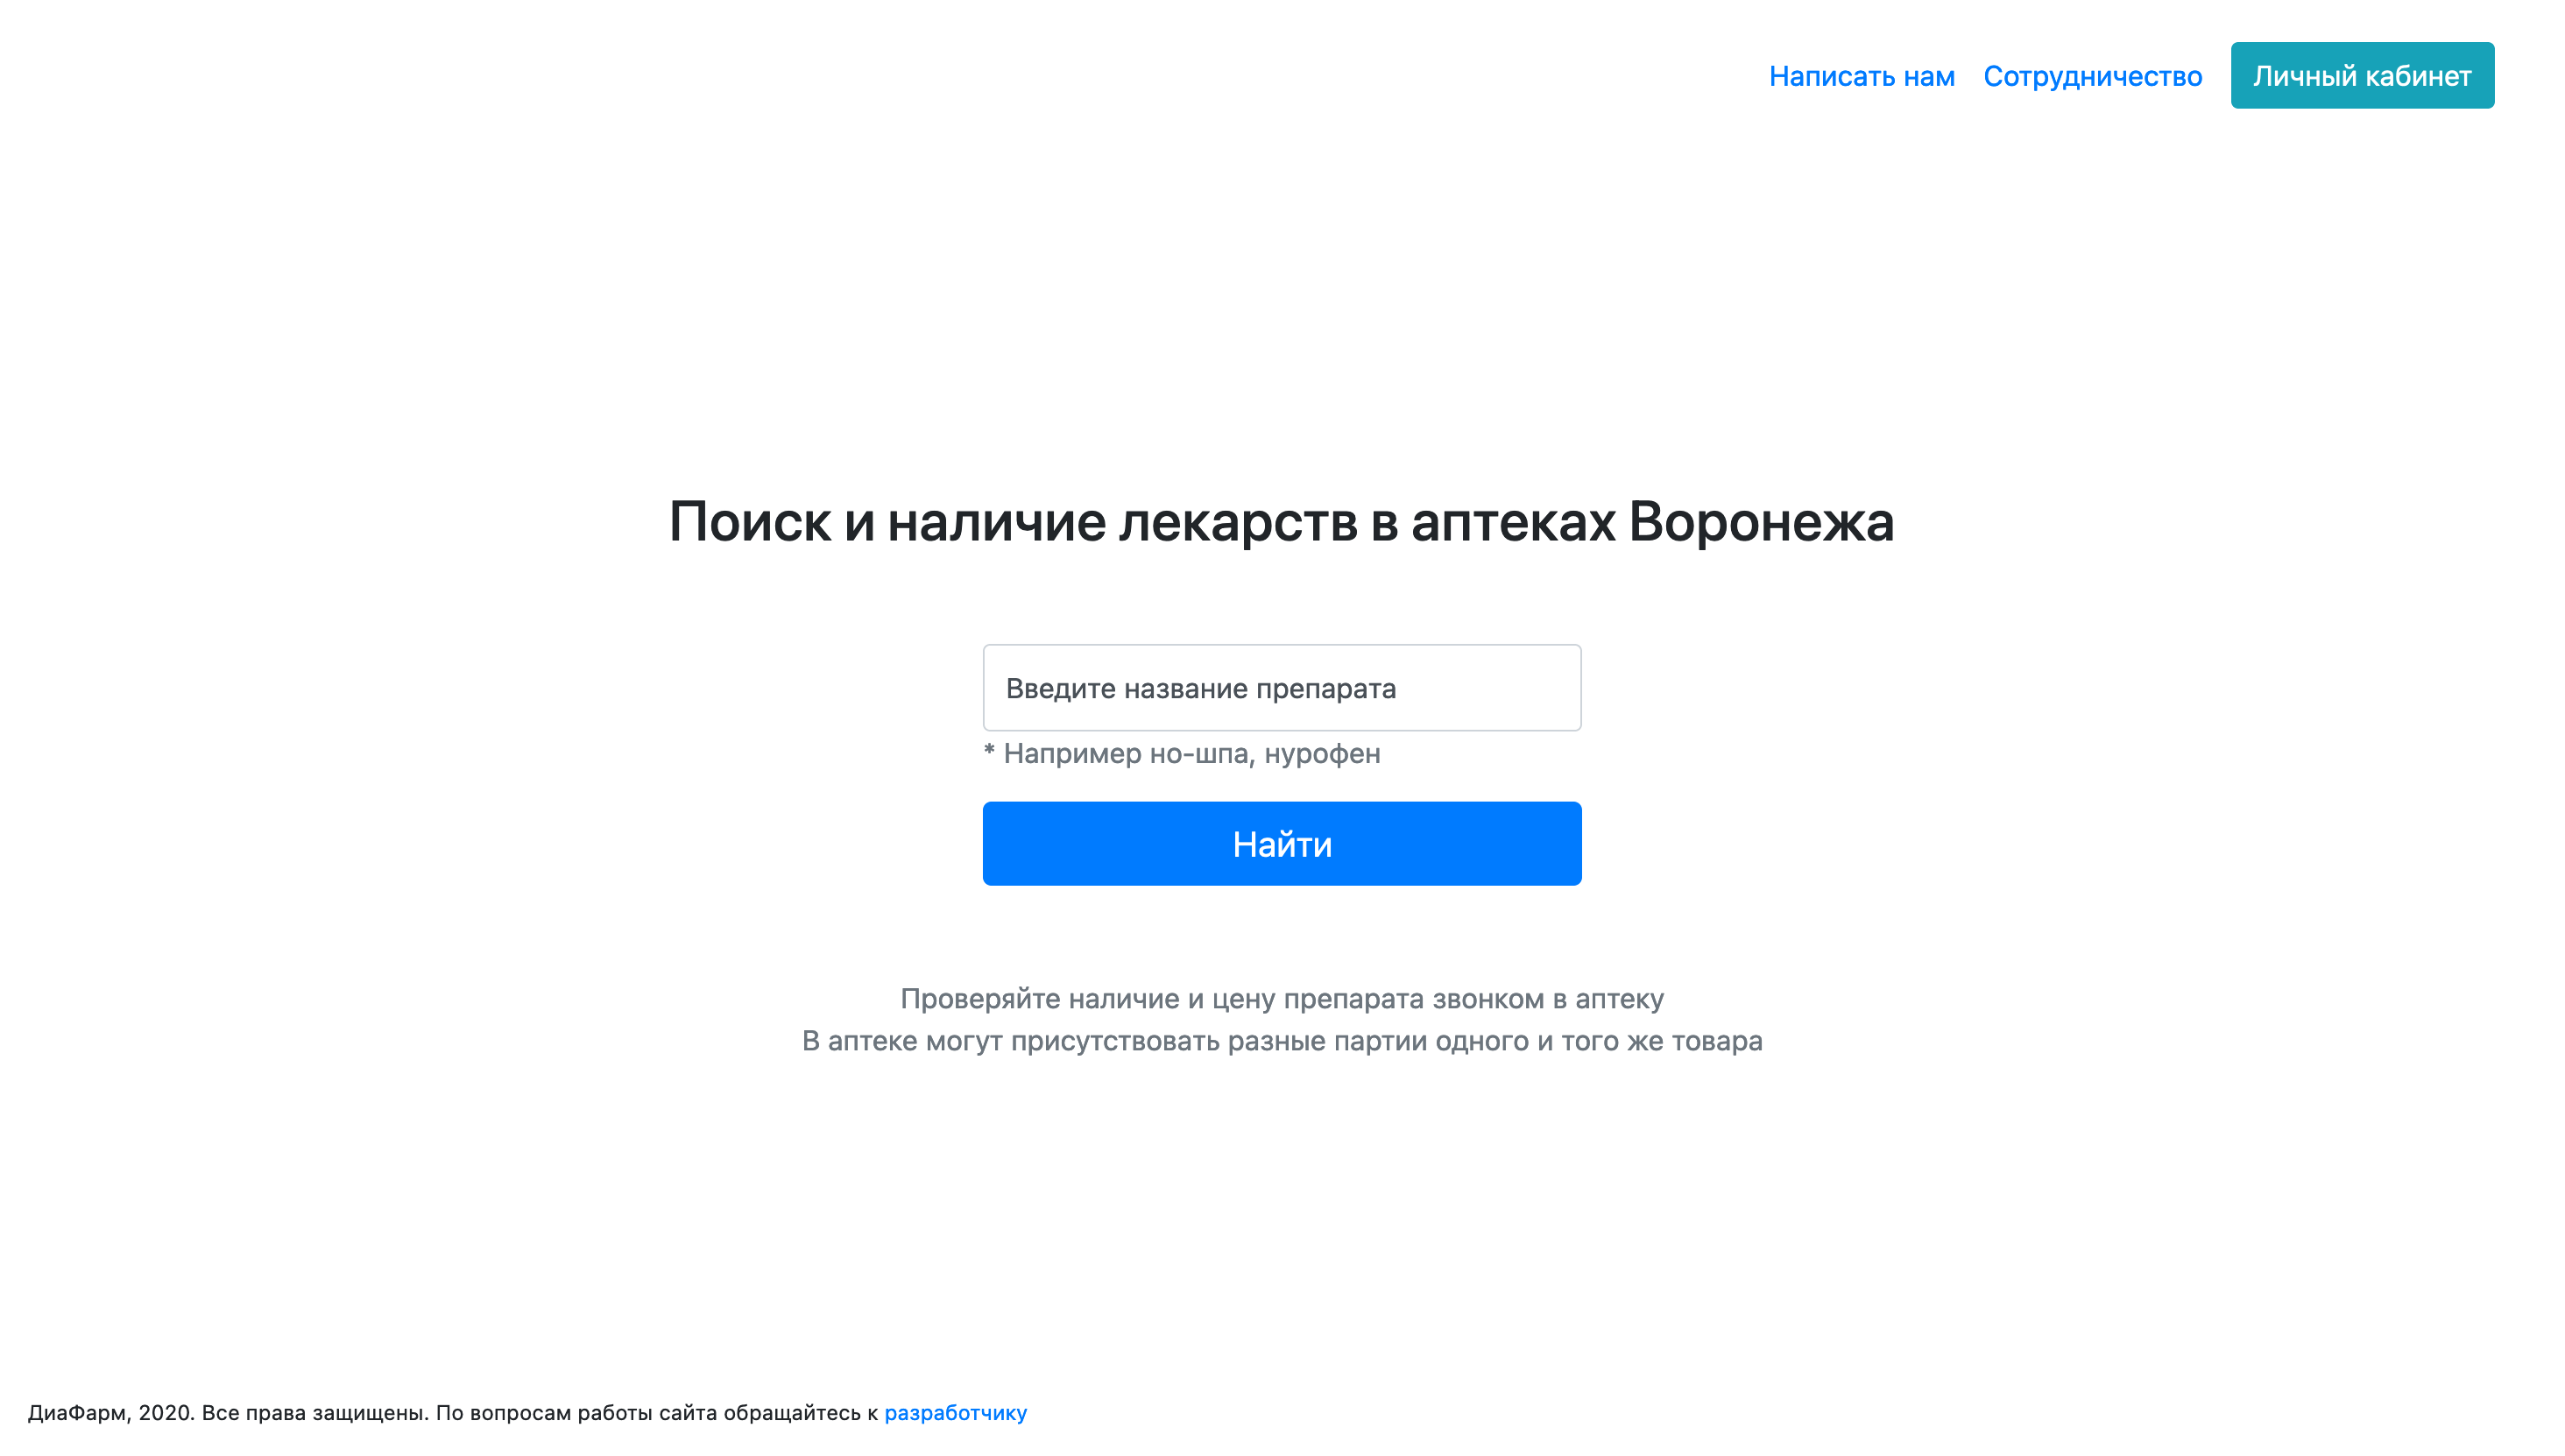 Написать нам Сотрудничество Личный кабинет
Поиск и наличие лекарств в аптеках Воронежа
Введите название препарата
* Например но-шпа, нурофен
Найти
Проверяйте наличие и цену препарата звонком в аптеку
В аптеке могут присутствовать разные партии одного и того же товара
ДиаФарм, 2020. Все права защищены. По вопросам работы сайта обращайтесь к разработчику